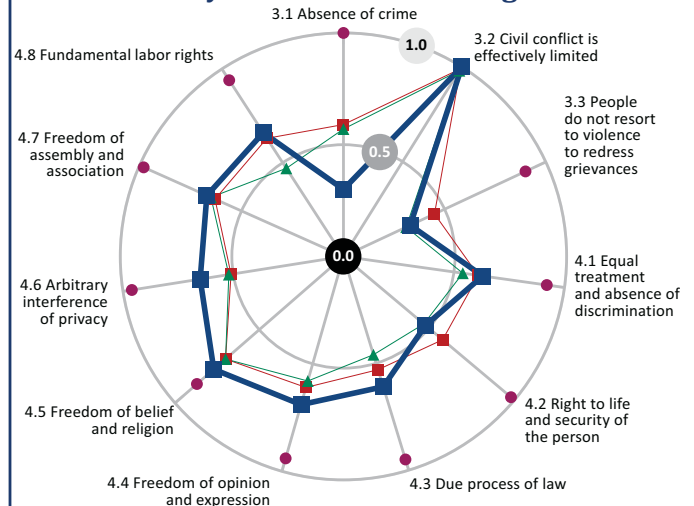 3.1 Absence of crime
1.0
3.2 Civil conflict is
effectively limited
4.8 Fundamental labor rights
3.3 People
do not resort
to violence
to redress
grievances
4.7 Freedom of
assembly and
association
0.5
0.0
4.1 Equal
treatment
and absence of
discrimination
4.6 Arbitrary
interference
of privacy
4.2 Right to life
and security of
the person
4.5 Freedom of belief
and religion
4.4 Freedom of opinion
and expression
4.3 Due process of law